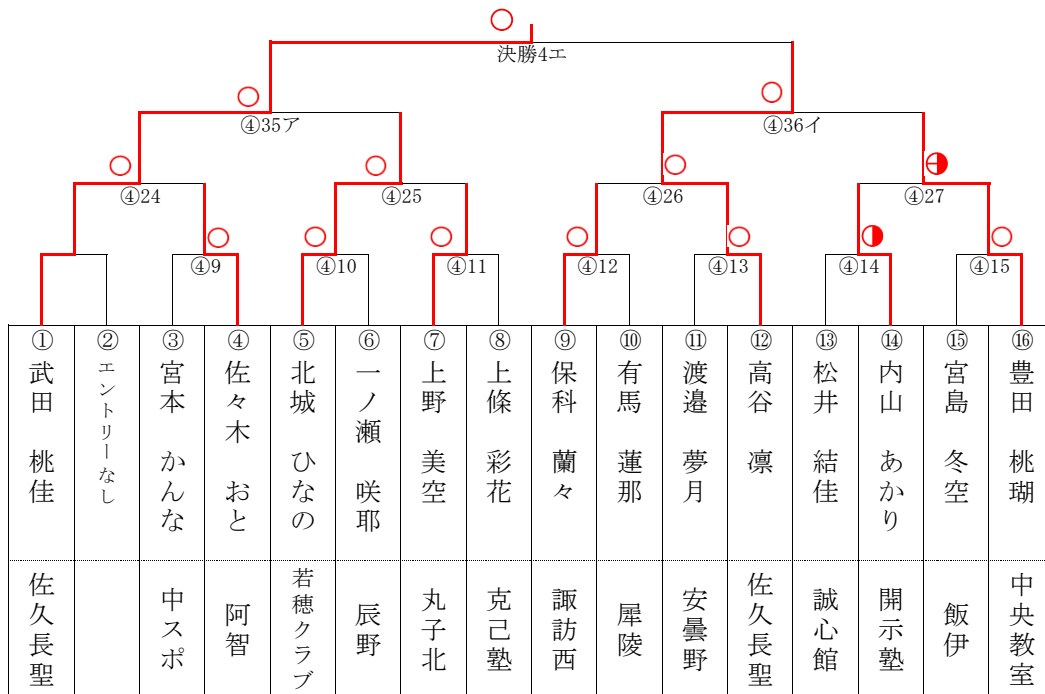 決勝4エ
④35ア
④36イ
④24
④25
④26
④27
④9
④10
④11
④12
④13
④14
④15
① 武田 桃佳 佐久長聖
② エントリーなし
③ 宮本 かんな 中スポ
④ 佐々木 おと 阿智
⑤ 北城 ひなの 若穂クラブ
⑥ 一ノ瀬 咲耶 辰野
⑦ 上野 美空 丸子北
⑧ 上條 彩花 克己塾
⑨ 保科 蘭々 諏訪西
⑩ 有馬 蓮那 犀陵
⑪ 渡邉 夢月 安曇野
⑫ 高谷 凛 佐久長聖
⑬ 松井 結佳 誠心館
⑭ 内山 あかり 開示塾
⑮ 宮島 冬空 飯伊
⑯ 豊田 桃瑚 中央教室